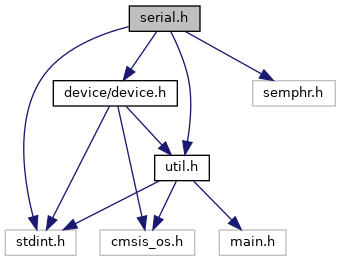 serial.h
device/device.h
semphr.h
util.h
stdint.h
cmsis_os.h
main.h